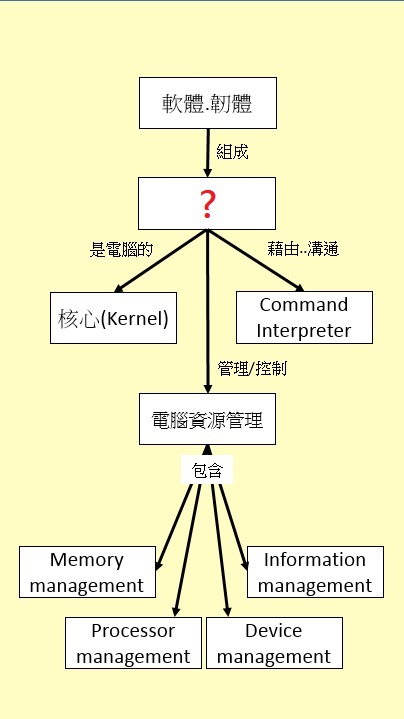 軟體.韌體
組成
?
是電腦的
藉由..溝通
核心(Kernel)
Command
Interpreter
管理/控制
電腦資源管理
包含
Memory
management
Information
management
Processor
management
Device
management